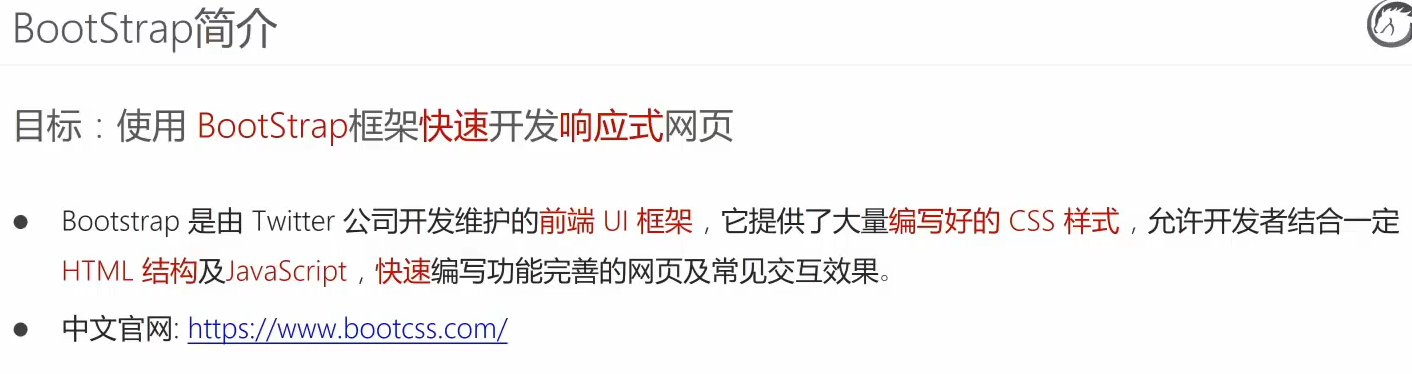 BootStrap简介
目标：使用 BootStrap框架快速开发响应式网页
● Bootstrap 是由 Twitter 公司开发维护的前端 UI 框架，它提供了大量编写好的 CSS 样式，允许开发者结合一定
HTML 结构及JavaScript，快速编写功能完善的网页及常见交互效果。
● 中文官网: https://www.bootcss.com/